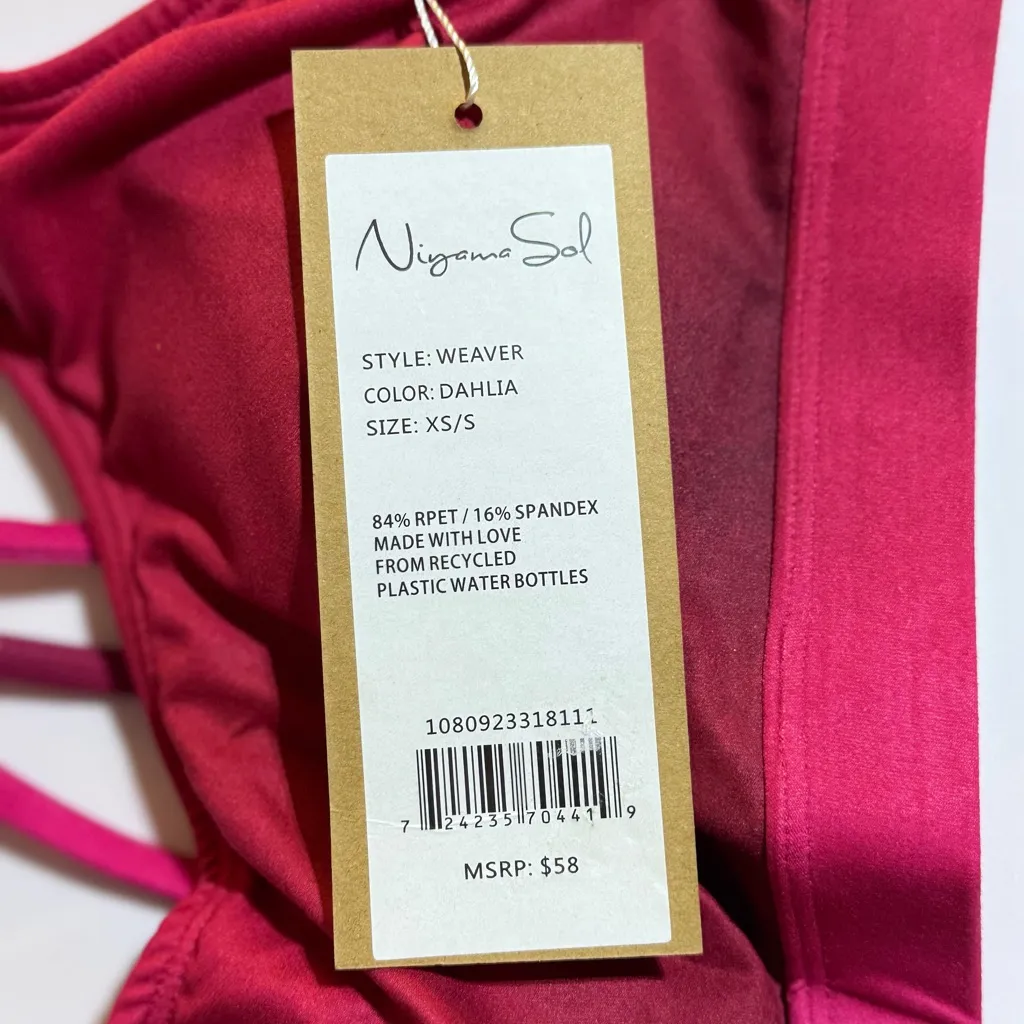 Niyama Sol
STYLE: WEAVER
COLOR: DAHLIA
SIZE: XS/S
84% RPET / 16% SPANDEX
MADE WITH LOVE
FROM RECYCLED
PLASTIC WATER BOTTLES
1080923318111
7 24235 70441 9
MSRP: $58